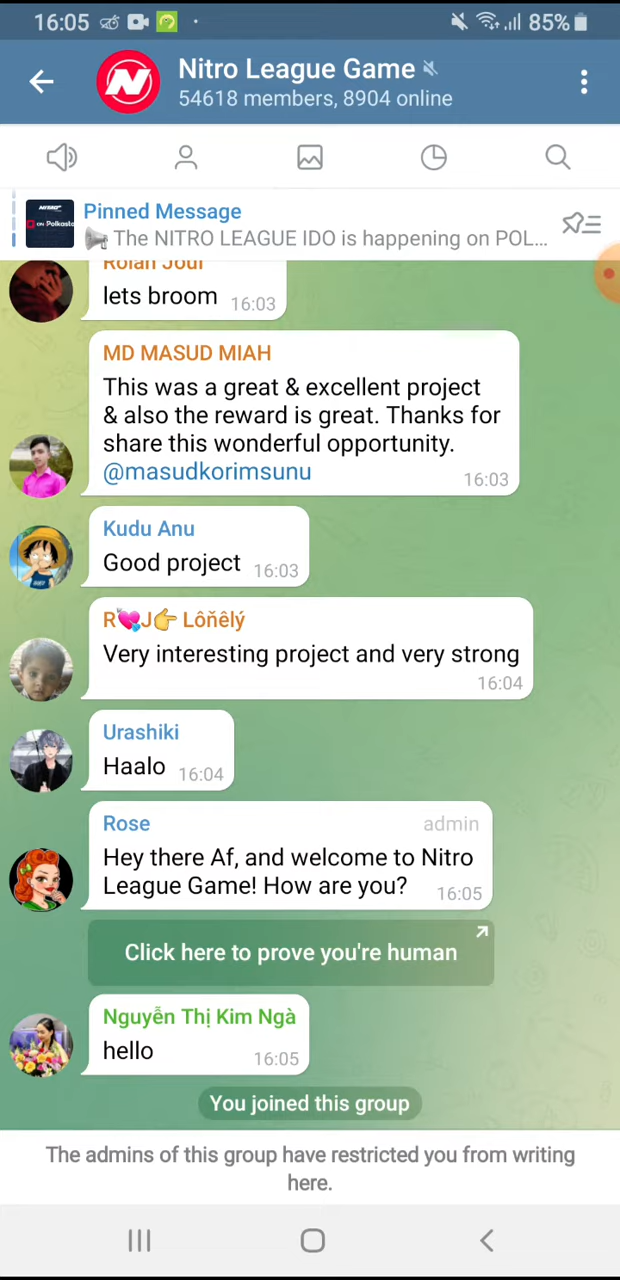 16:05
85%
Nitro League Game
54618 members, 8904 online
Pinned Message
The NITRO LEAGUE IDO is happening on POL...
lets broom 16:03
MD MASUD MIAH
This was a great & excellent project
& also the reward is great. Thanks for
share this wonderful opportunity.
@masudkorimsunu 16:03
Kudu Anu
Good project 16:03
R💘J👉 Lôňêlý
Very interesting project and very strong
16:04
Urashiki
Haalo 16:04
Rose admin
Hey there Af, and welcome to Nitro
League Game! How are you? 16:05
Click here to prove you're human
Nguyễn Thị Kim Ngà
hello 16:05
You joined this group
The admins of this group have restricted you from writing
here.